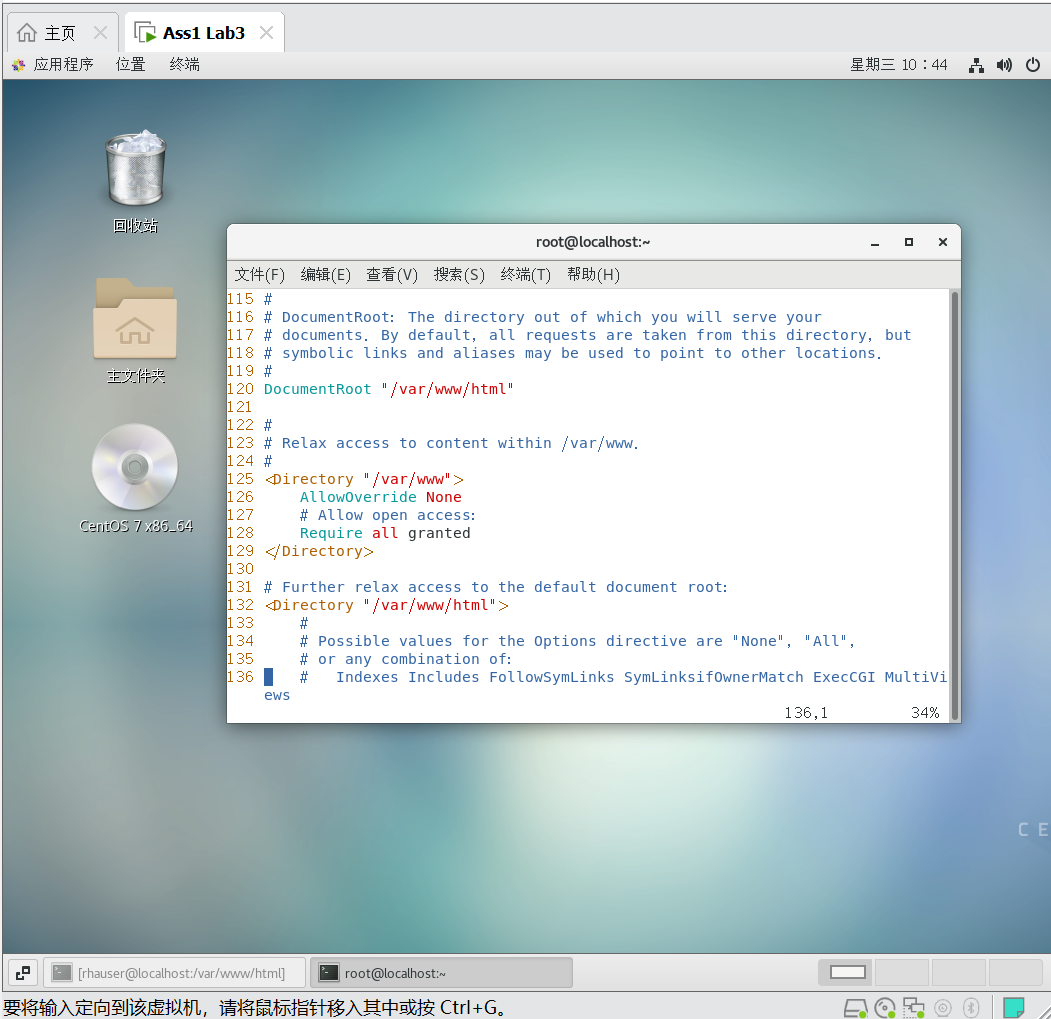 主页
Ass1 Lab3
应用程序 位置 终端 星期三 10:44
回收站
主文件夹
CentOS 7 x86_64
root@localhost:~
文件(F) 编辑(E) 查看(V) 搜索(S) 终端(T) 帮助(H)
115 #
116 # DocumentRoot: The directory out of which you will serve your
117 # documents. By default, all requests are taken from this directory, but
118 # symbolic links and aliases may be used to point to other locations.
119 #
120 DocumentRoot "/var/www/html"
121
122 #
123 # Relax access to content within /var/www.
124 #
125 <Directory "/var/www">
126     AllowOverride None
127     # Allow open access:
128     Require all granted
129 </Directory>
130
131 # Further relax access to the default document root:
132 <Directory "/var/www/html">
133     #
134     # Possible values for the Options directive are "None", "All",
135     # or any combination of:
136     #   Indexes Includes FollowSymLinks SymLinksifOwnerMatch ExecCGI MultiVi
ews
136,1 34%
C E
[rhauser@localhost:/var/www/html]
root@localhost:~
要将输入定向到该虚拟机，请将鼠标指针移入其中或按 Ctrl+G。